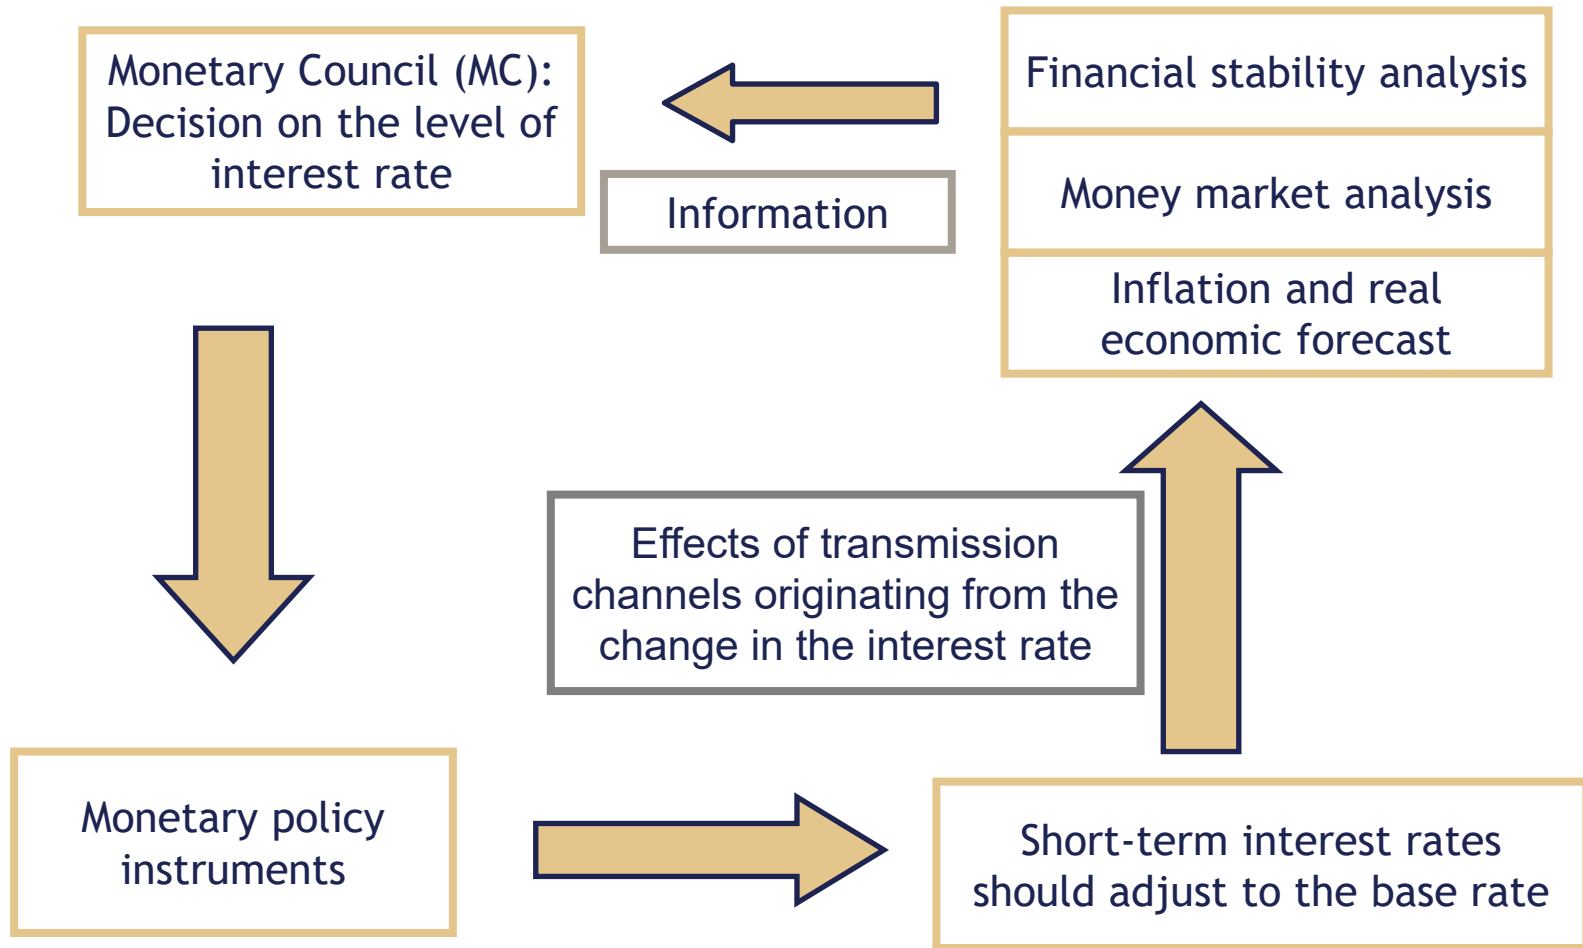 Monetary Council (MC):
Decision on the level of
interest rate
Information
Financial stability analysis
Money market analysis
Inflation and real
economic forecast
Effects of transmission
channels originating from the
change in the interest rate
Monetary policy
instruments
Short-term interest rates
should adjust to the base rate